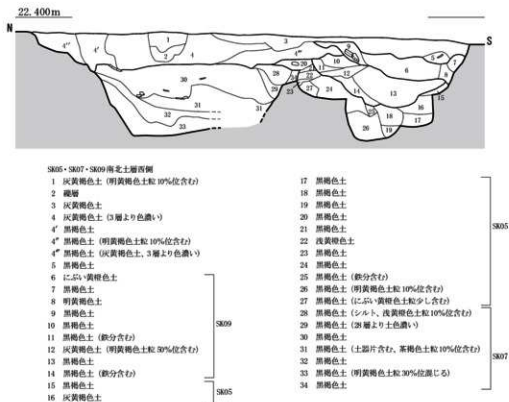 22.400m
N
S
SK05・SK07・SK09南北土層西側
1 灰黄褐色土(明黄褐色土粒10%位含む)
2 礫層
3 灰黄褐色土
4 灰黄褐色土(3層より色濃い)
4' 黒褐色土
4" 黒褐色土(明黄褐色土粒10%位含む)
4"' 黒褐色土(灰黄褐色土、3層より色濃い)
5 黒褐色土
6 にぶい黄橙色土
7 黒褐色土
8 明黄褐色土
9 黒褐色土
10 黒褐色土
11 黒褐色土(鉄分含む)
12 灰黄褐色土(明黄褐色土粒50%位含む)
13 黒褐色土
14 黒褐色土(鉄分含む)
SK09
15 黒褐色土
16 灰黄褐色土
SK05
17 黒褐色土
18 黒褐色土
19 黒褐色土
20 黒褐色土
21 黒褐色土
22 浅黄橙色土
23 黒褐色土
24 黒褐色土
25 黒褐色土(鉄分含む)
26 黒褐色土(明黄褐色土粒10%位含む)
27 黒褐色土(にぶい黄橙色土粒少し含む)
SK05
28 黒褐色土(シルト、浅黄橙色土粒10%位含む)
29 黒褐色土(28層より土色濃い)
30 黒褐色土
31 黒褐色土(土器片含む、茶褐色土粒10%位含む)
32 黒褐色土
33 黒褐色土(明黄褐色土粒30%位混じる)
34 黒褐色土
SK07